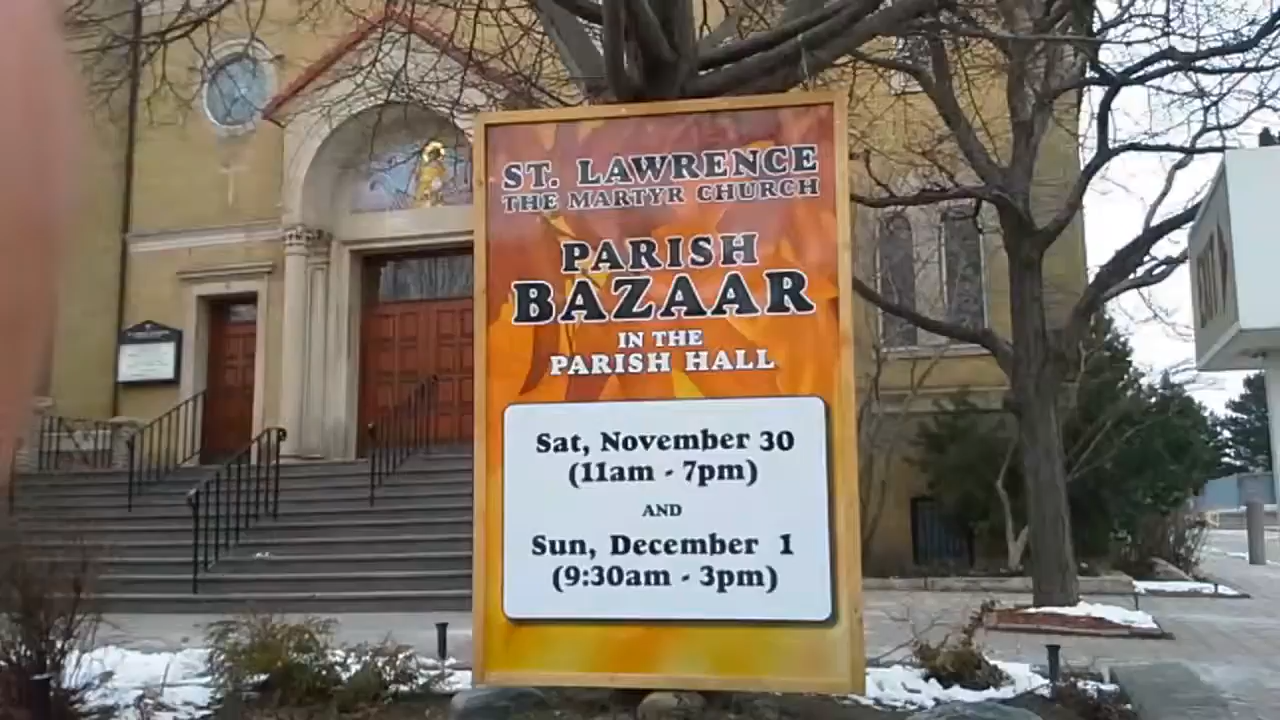 ST. LAWRENCE
THE MARTYR CHURCH
PARISH
BAZAAR
IN THE
PARISH HALL
Sat, November 30
(11am - 7pm)
AND
Sun, December 1
(9:30am - 3pm)